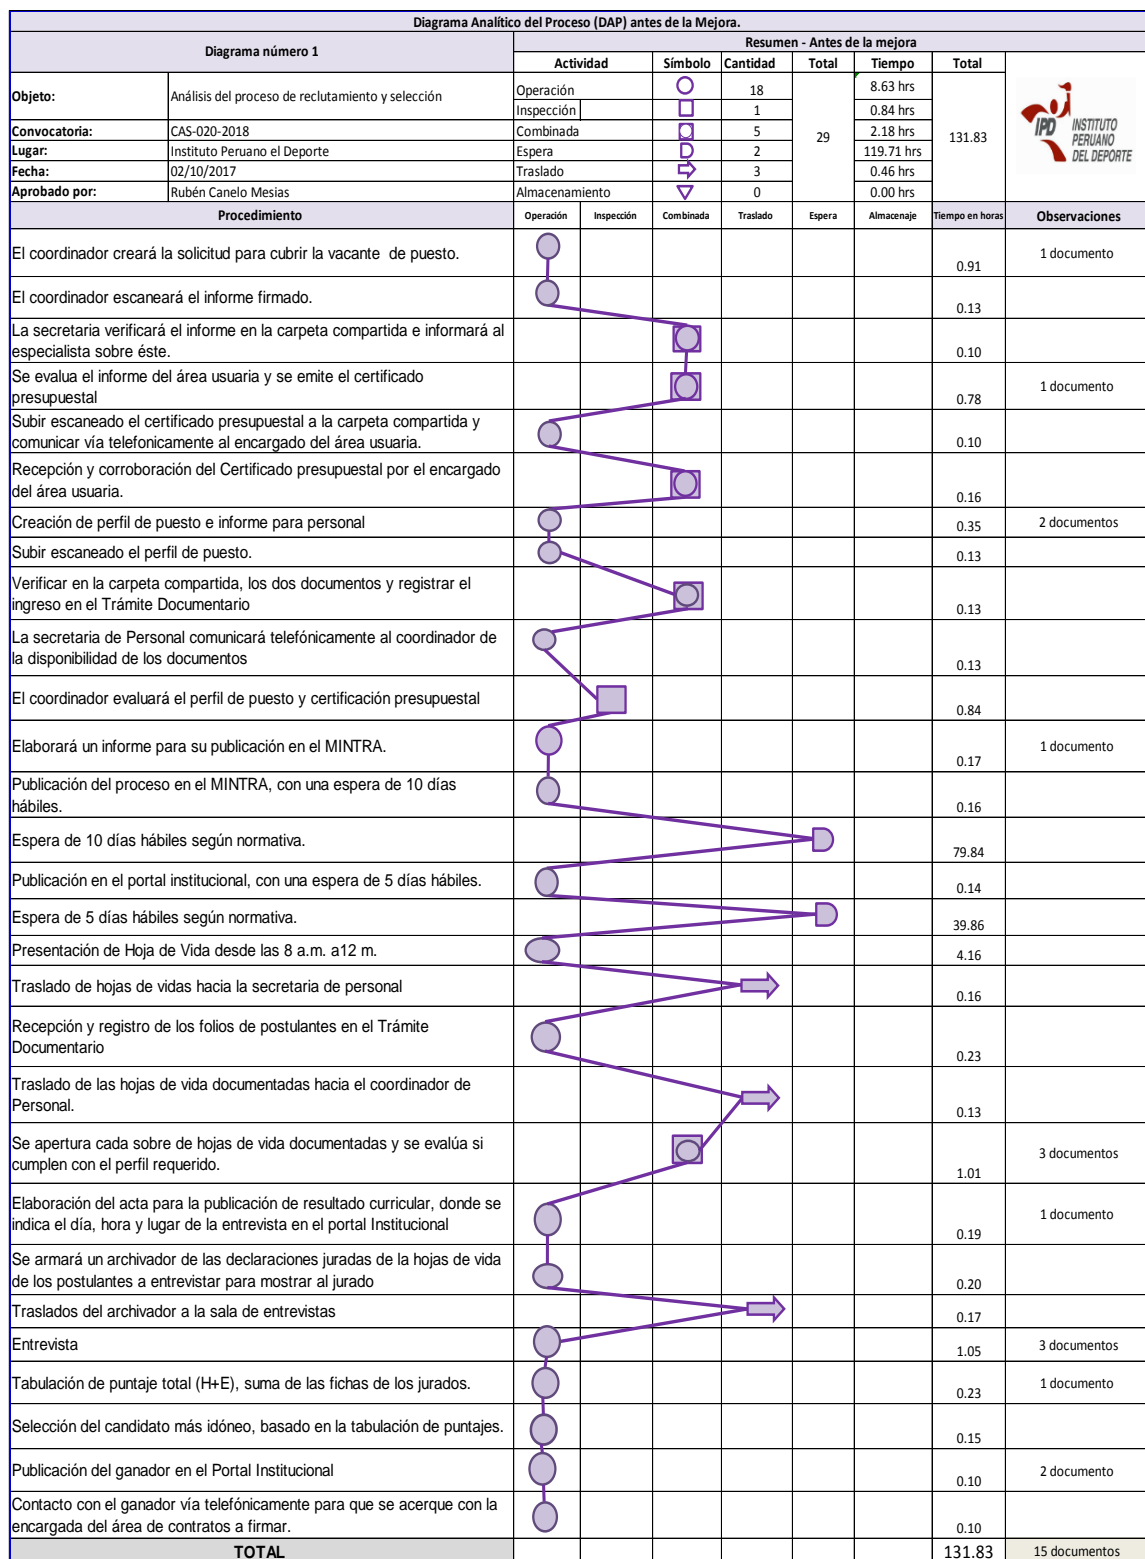 Diagrama Analítico del Proceso (DAP) antes de la Mejora.
Diagrama número 1
Resumen - Antes de la mejora
Actividad Símbolo Cantidad Total Tiempo Total
Objeto: Análisis del proceso de reclutamiento y selección
Operación 18 8.63 hrs
Inspección 1 0.84 hrs
Convocatoria: CAS-020-2018 Combinada 5 2.18 hrs
29 131.83
Lugar: Instituto Peruano el Deporte Espera 2 119.71 hrs
Fecha: 02/10/2017 Traslado 3 0.46 hrs
Aprobado por: Rubén Canelo Mesias Almacenamiento 0 0.00 hrs
IPD INSTITUTO
PERUANO
DEL DEPORTE
Procedimiento Operación Inspección Combinada Traslado Espera Almacenaje Tiempo en horas Observaciones
El coordinador creará la solicitud para cubrir la vacante de puesto. 0.91 1 documento
El coordinador escaneará el informe firmado. 0.13
La secretaria verificará el informe en la carpeta compartida e informará al
especialista sobre éste. 0.10
Se evalua el informe del área usuaria y se emite el certificado
presupuestal 0.78 1 documento
Subir escaneado el certificado presupuestal a la carpeta compartida y
comunicar vía telefonicamente al encargado del área usuaria. 0.10
Recepción y corroboración del Certificado presupuestal por el encargado
del área usuaria. 0.16
Creación de perfil de puesto e informe para personal 0.35 2 documentos
Subir escaneado el perfil de puesto. 0.13
Verificar en la carpeta compartida, los dos documentos y registrar el
ingreso en el Trámite Documentario 0.13
La secretaria de Personal comunicará telefónicamente al coordinador de
la disponibilidad de los documentos 0.13
El coordinador evaluará el perfil de puesto y certificación presupuestal 0.84
Elaborará un informe para su publicación en el MINTRA. 0.17 1 documento
Publicación del proceso en el MINTRA, con una espera de 10 días
hábiles. 0.16
Espera de 10 días hábiles según normativa. 79.84
Publicación en el portal institucional, con una espera de 5 días hábiles. 0.14
Espera de 5 días hábiles según normativa. 39.86
Presentación de Hoja de Vida desde las 8 a.m. a12 m. 4.16
Traslado de hojas de vidas hacia la secretaria de personal 0.16
Recepción y registro de los folios de postulantes en el Trámite
Documentario 0.23
Traslado de las hojas de vida documentadas hacia el coordinador de
Personal. 0.13
Se apertura cada sobre de hojas de vida documentadas y se evalúa si
cumplen con el perfil requerido. 1.01 3 documentos
Elaboración del acta para la publicación de resultado curricular, donde se
indica el día, hora y lugar de la entrevista en el portal Institucional 0.19 1 documento
Se armará un archivador de las declaraciones juradas de la hojas de vida
de los postulantes a entrevistar para mostrar al jurado 0.20
Traslados del archivador a la sala de entrevistas 0.17
Entrevista 1.05 3 documentos
Tabulación de puntaje total (H+E), suma de las fichas de los jurados. 0.23 1 documento
Selección del candidato más idóneo, basado en la tabulación de puntajes. 0.15
Publicación del ganador en el Portal Institucional 0.10 2 documento
Contacto con el ganador vía telefónicamente para que se acerque con la
encargada del área de contratos a firmar. 0.10
TOTAL 131.83 15 documentos